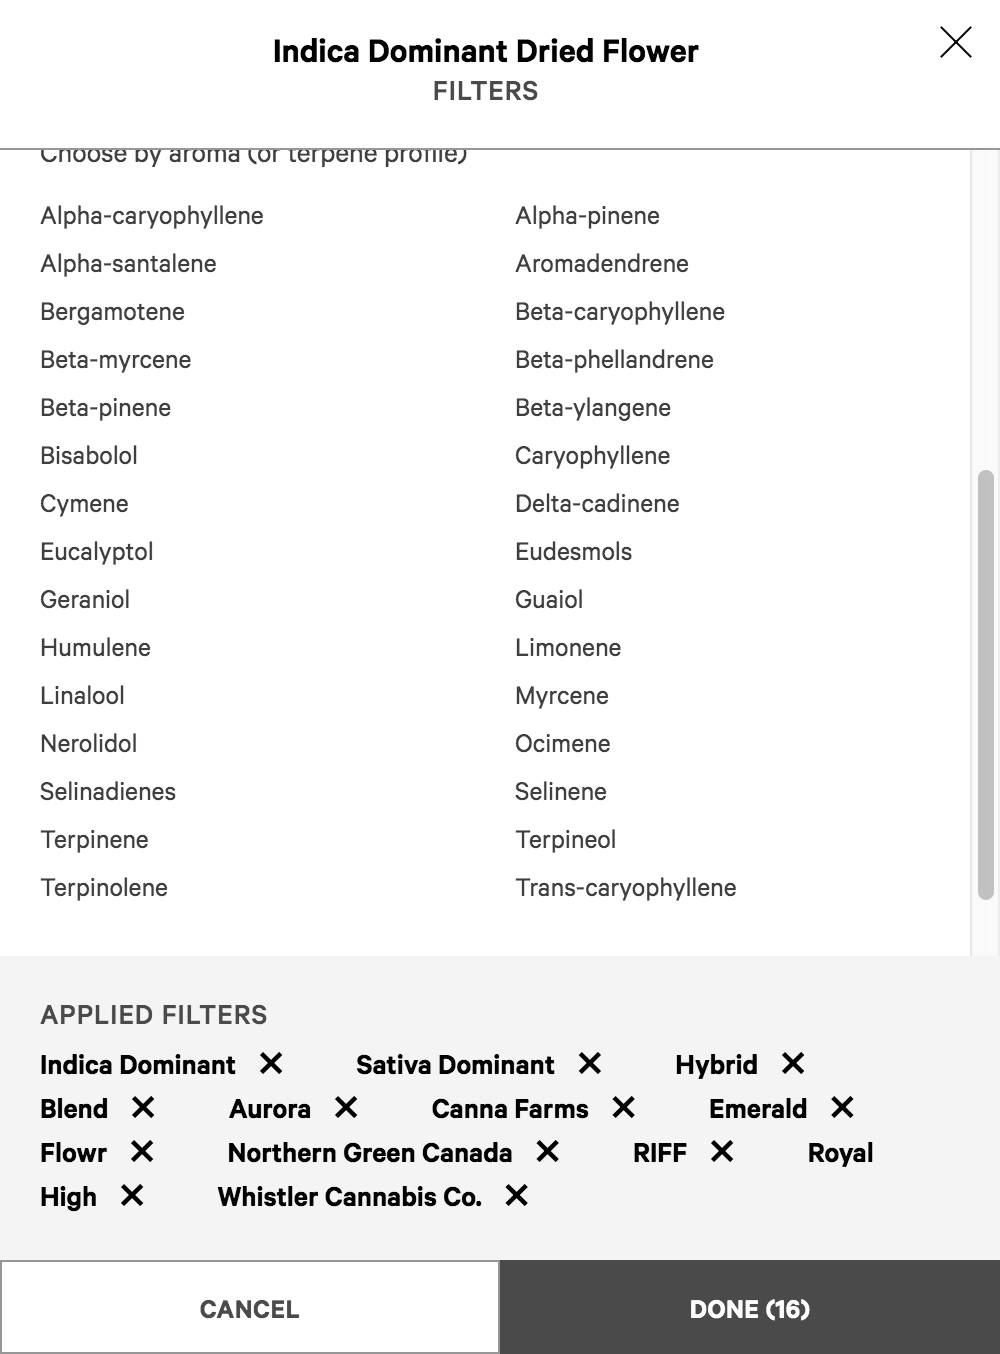 Indica Dominant Dried Flower
FILTERS
Choose by aroma (or terpene profile)
Alpha-caryophyllene Alpha-pinene
Alpha-santalene Aromadendrene
Bergamotene Beta-caryophyllene
Beta-myrcene Beta-phellandrene
Beta-pinene Beta-ylangene
Bisabolol Caryophyllene
Cymene Delta-cadinene
Eucalyptol Eudesmols
Geraniol Guaiol
Humulene Limonene
Linalool Myrcene
Nerolidol Ocimene
Selinadienes Selinene
Terpinene Terpineol
Terpinolene Trans-caryophyllene
APPLIED FILTERS
Indica Dominant ✕ Sativa Dominant ✕ Hybrid ✕
Blend ✕ Aurora ✕ Canna Farms ✕ Emerald ✕
Flowr ✕ Northern Green Canada ✕ RIFF ✕ Royal
High ✕ Whistler Cannabis Co. ✕
CANCEL DONE (16)